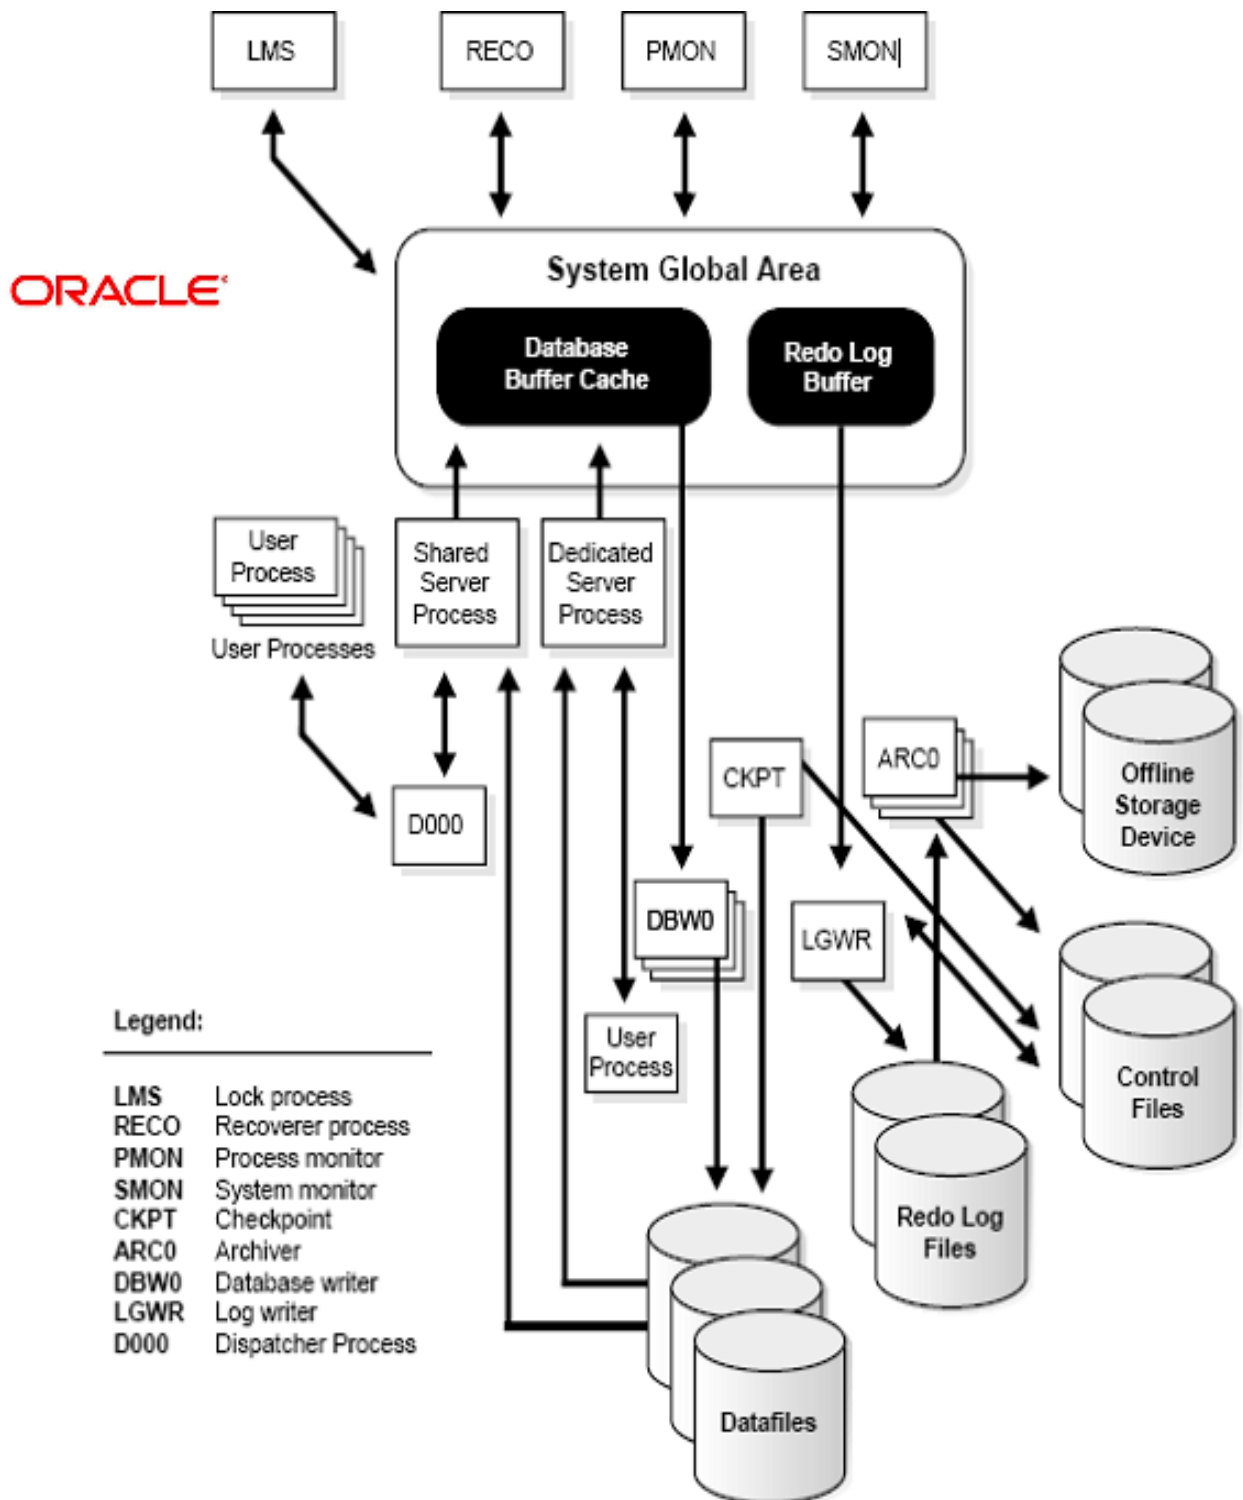 LMS
RECO
PMON
SMON
ORACLE
System Global Area
Database
Buffer Cache
Redo Log
Buffer
User
Process
User Processes
Shared
Server
Process
Dedicated
Server
Process
D000
CKPT
ARC0
Offline
Storage
Device
DBW0
LGWR
User
Process
Control
Files
Redo Log
Files
Datafiles
Legend:
LMS Lock process
RECO Recoverer process
PMON Process monitor
SMON System monitor
CKPT Checkpoint
ARC0 Archiver
DBW0 Database writer
LGWR Log writer
D000 Dispatcher Process